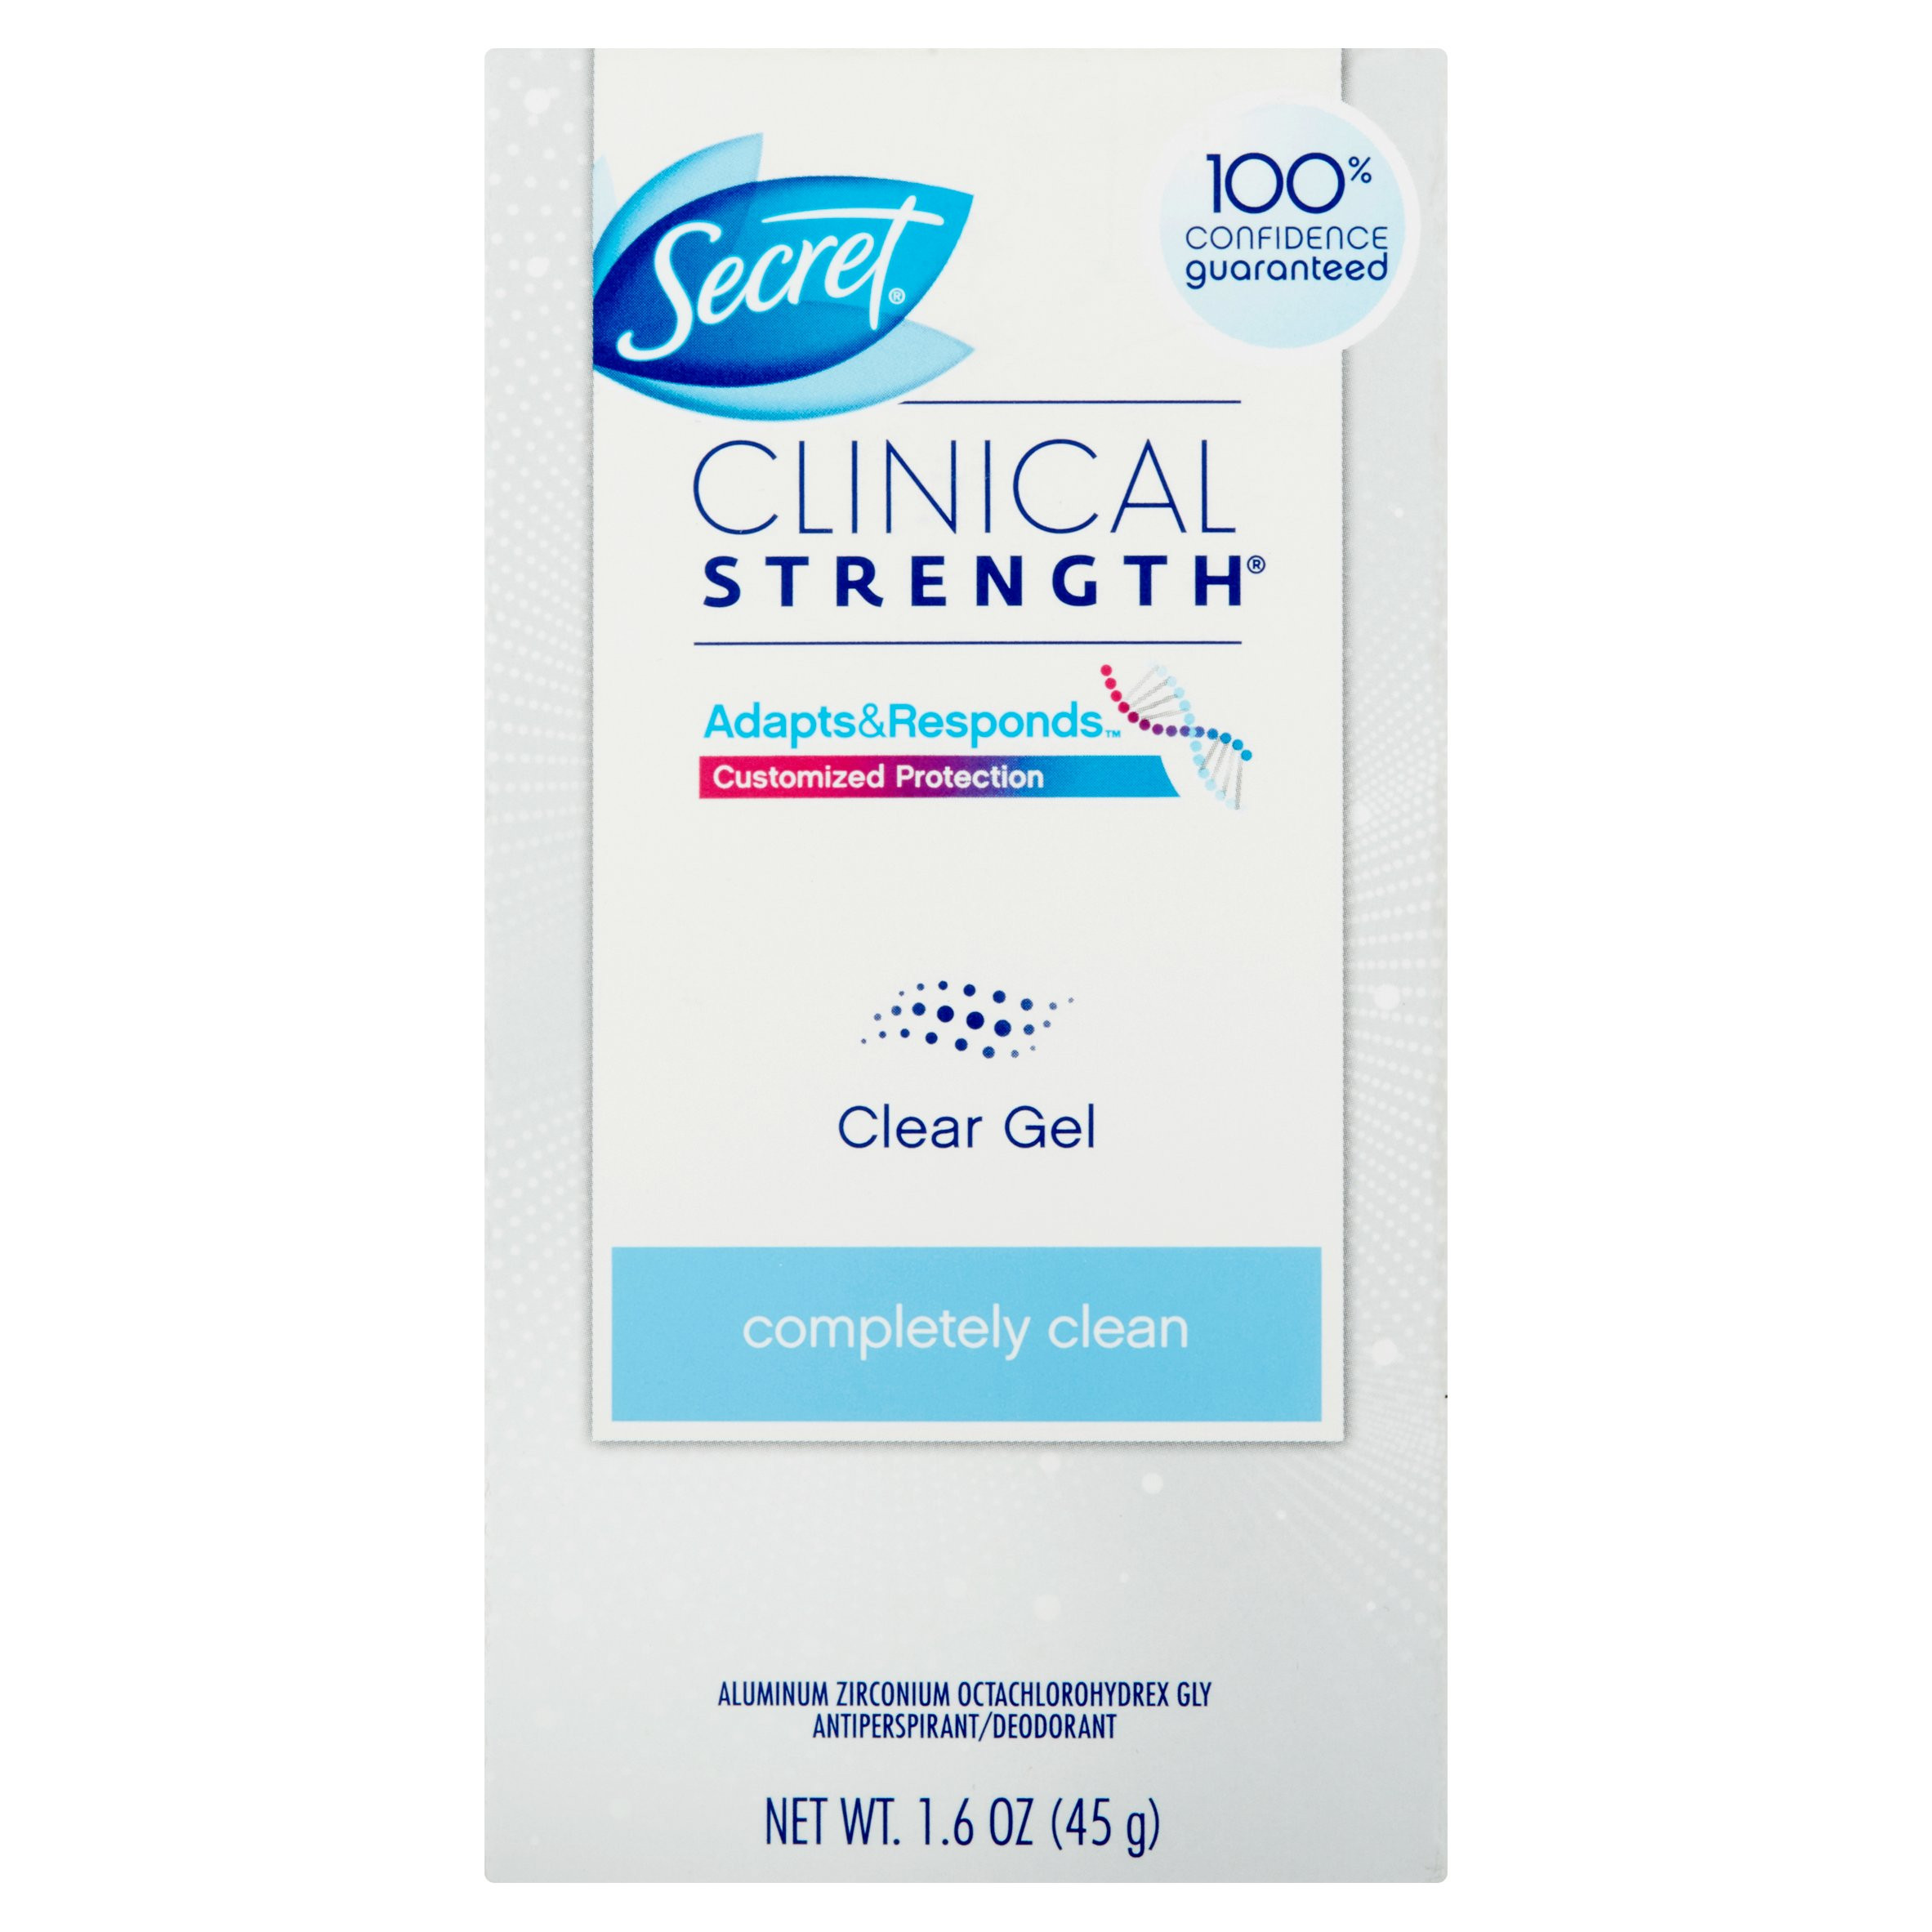 Secret®
100%
CONFIDENCE
guaranteed
CLINICAL
STRENGTH®
Adapts&Responds™
Customized Protection
Clear Gel
completely clean
ALUMINUM ZIRCONIUM OCTACHLOROHYDREX GLY
ANTIPERSPIRANT/DEODORANT
NET WT. 1.6 OZ (45 g)